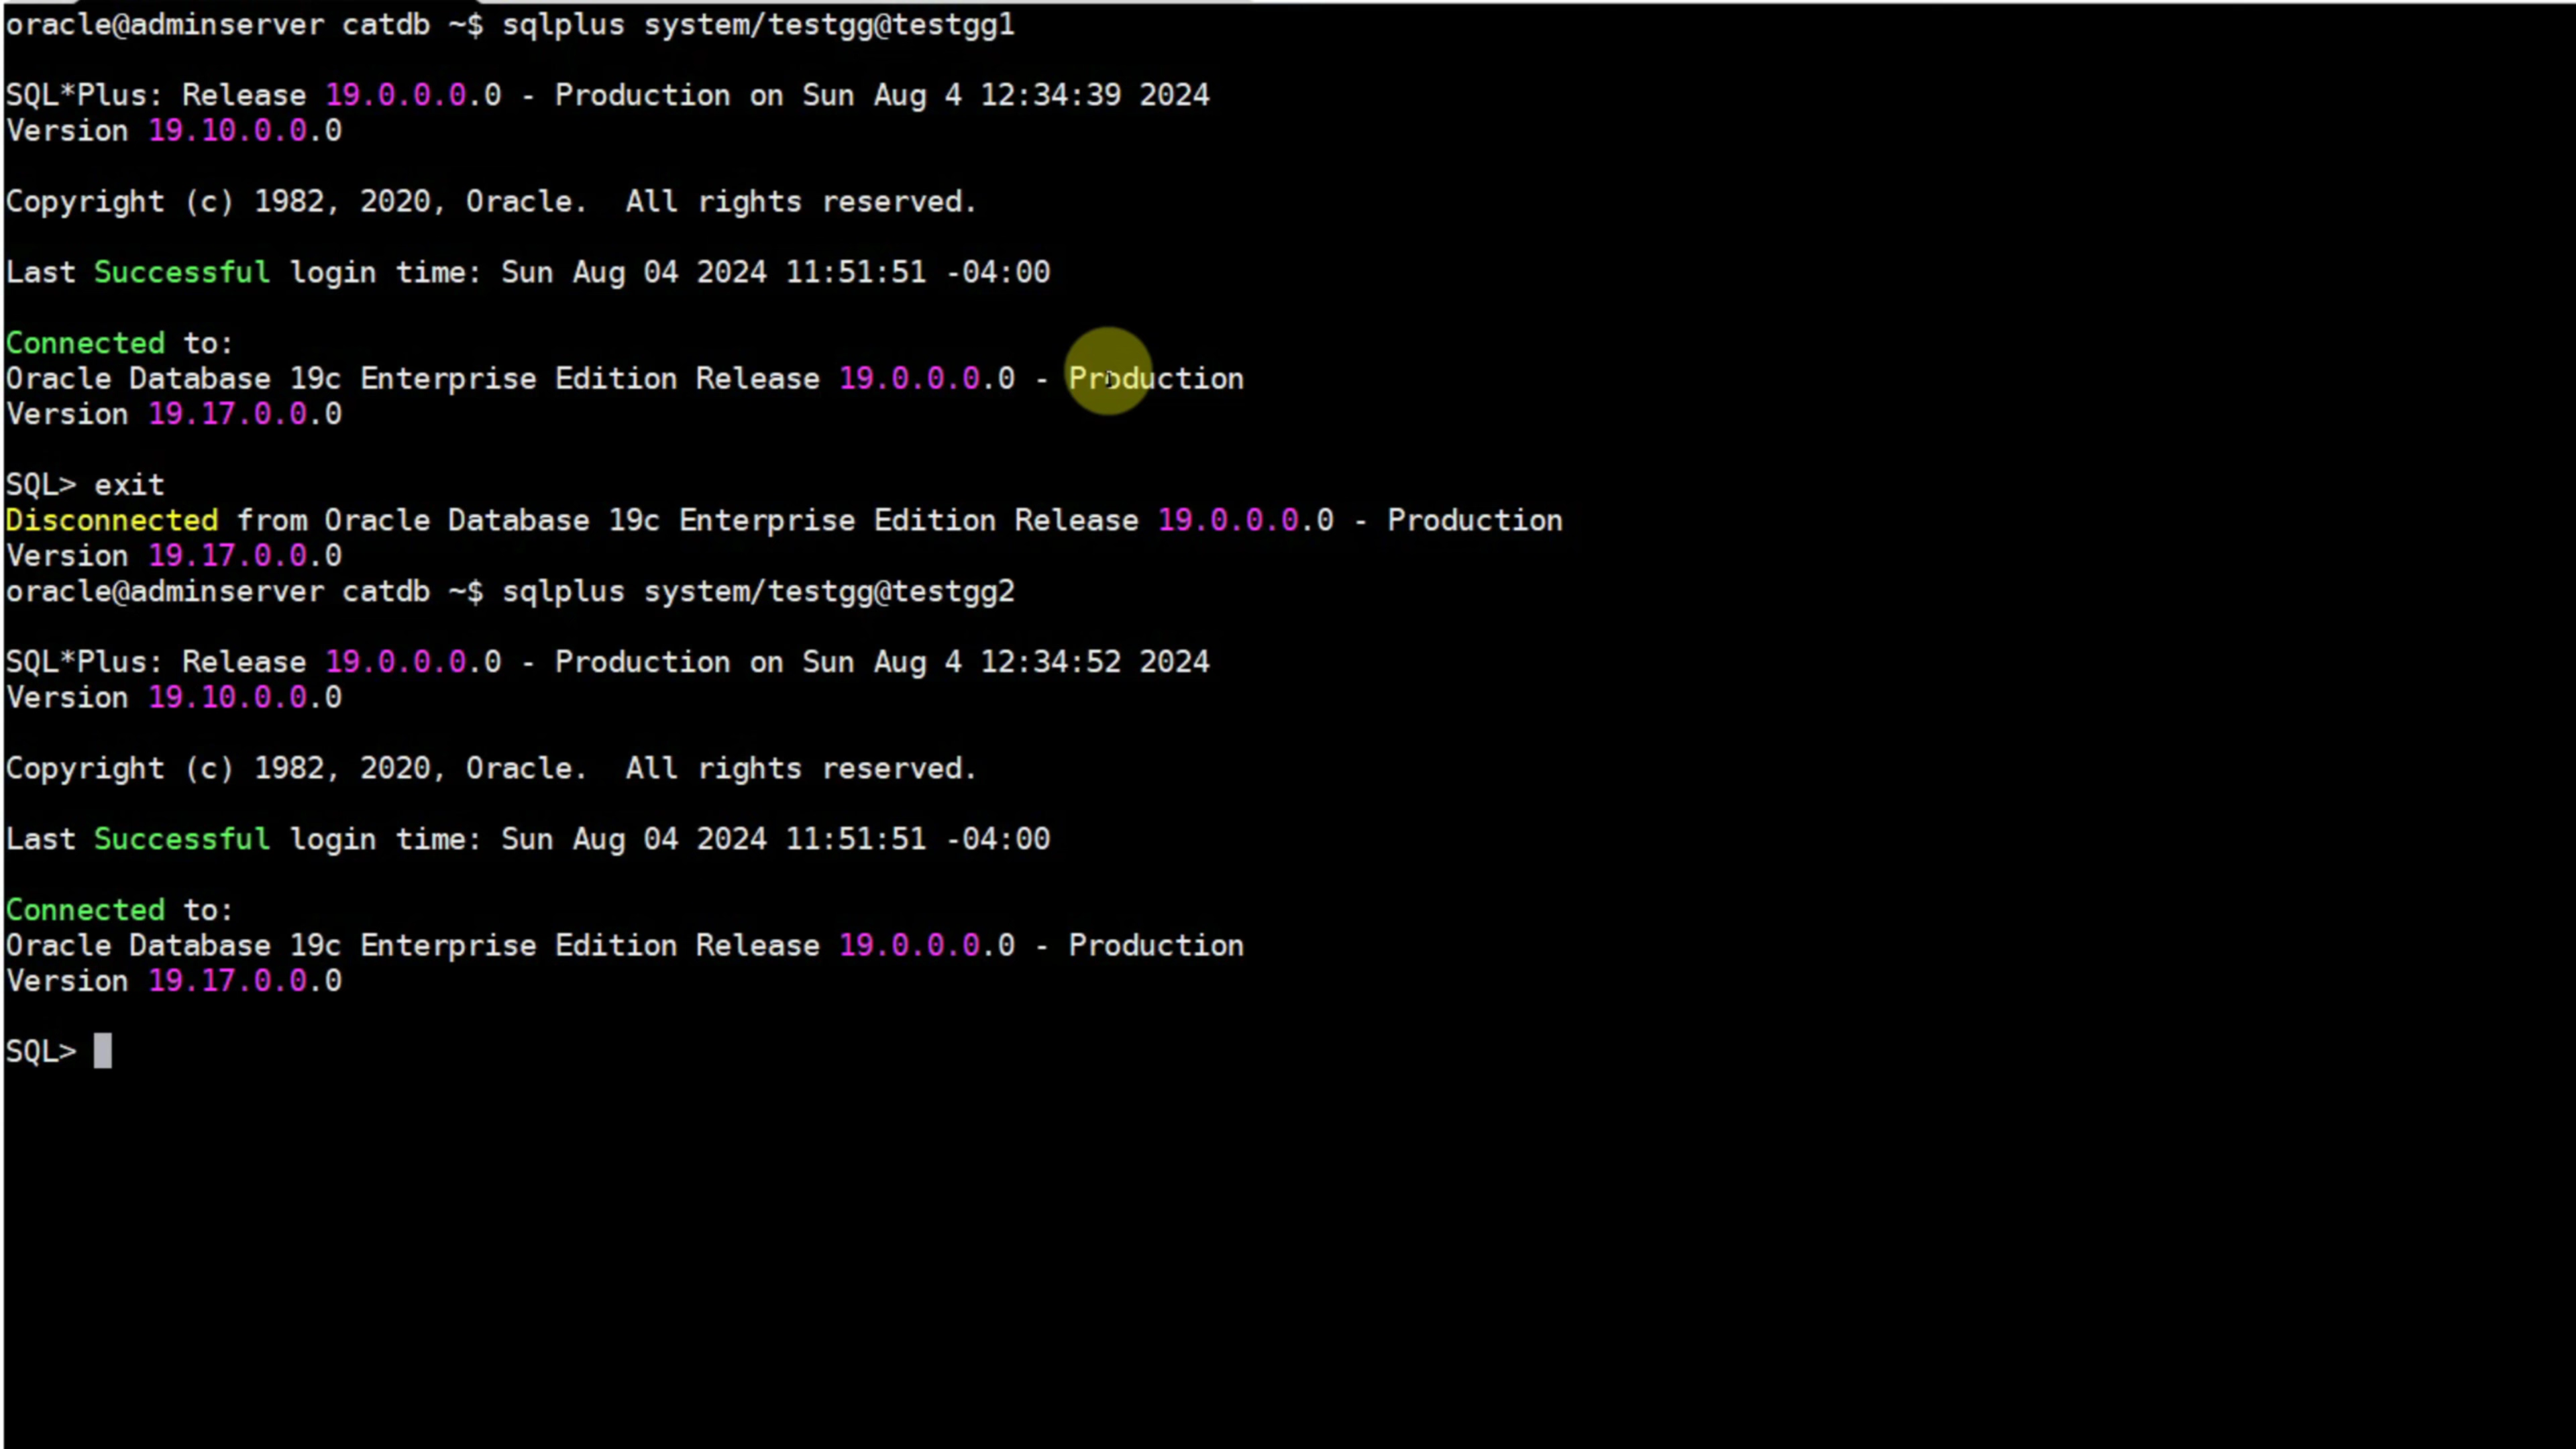 oracle@adminserver catdb ~$ sqlplus system/testgg@testgg1
SQL*Plus: Release 19.0.0.0.0 - Production on Sun Aug 4 12:34:39 2024
Version 19.10.0.0.0
Copyright (c) 1982, 2020, Oracle.  All rights reserved.
Last Successful login time: Sun Aug 04 2024 11:51:51 -04:00
Connected to:
Oracle Database 19c Enterprise Edition Release 19.0.0.0.0 - Production
Version 19.17.0.0.0
SQL> exit
Disconnected from Oracle Database 19c Enterprise Edition Release 19.0.0.0.0 - Production
Version 19.17.0.0.0
oracle@adminserver catdb ~$ sqlplus system/testgg@testgg2
SQL*Plus: Release 19.0.0.0.0 - Production on Sun Aug 4 12:34:52 2024
Version 19.10.0.0.0
Copyright (c) 1982, 2020, Oracle.  All rights reserved.
Last Successful login time: Sun Aug 04 2024 11:51:51 -04:00
Connected to:
Oracle Database 19c Enterprise Edition Release 19.0.0.0.0 - Production
Version 19.17.0.0.0
SQL>